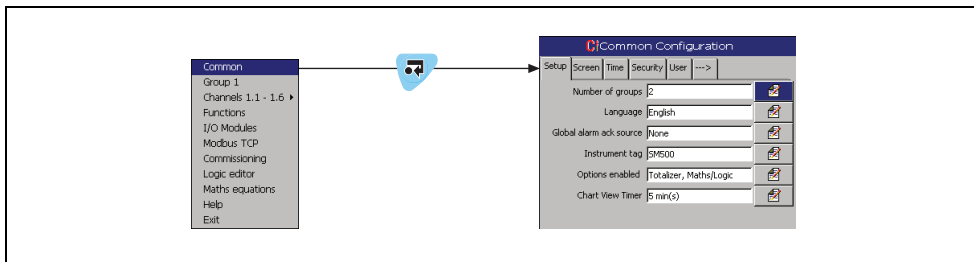 Common
Group 1
Channels 1.1 - 1.6
Functions
I/O Modules
Modbus TCP
Commissioning
Logic editor
Maths equations
Help
Exit
Common Configuration
Setup Screen Time Security User --->
Number of groups 2
Language English
Global alarm ack source None
Instrument tag SM500
Options enabled Totalizer, Maths/Logic
Chart View Timer 5 min(s)